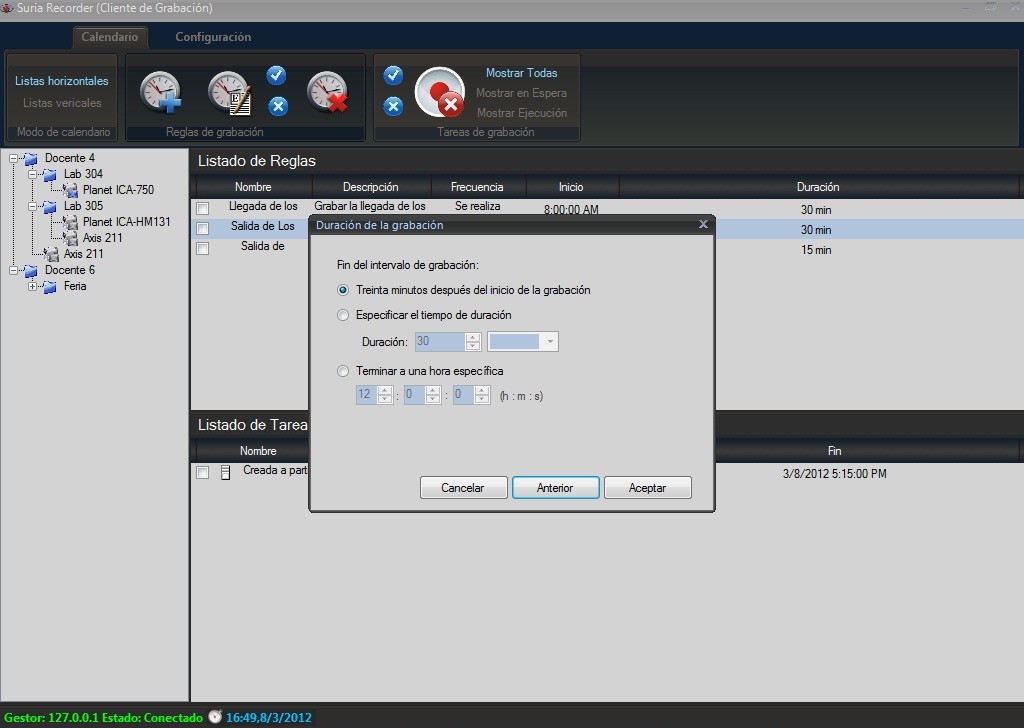 Suria Recorder (Cliente de Grabación)
Calendario Configuración
Listas horizontales
Listas vericales
Modo de calendario
Reglas de grabación
Mostrar Todas
Mostrar en Espera
Mostrar Ejecución
Tareas de grabación
Docente 4
Lab 304
Planet ICA-750
Lab 305
Planet ICA-HM131
Axis 211
Axis 211
Docente 6
Feria
Listado de Reglas
Nombre Descripción Frecuencia Inicio Duración
Llegada de los Grabar la llegada de los Se realiza 8:00:00 AM 30 min
Salida de Los 30 min
Salida de 15 min
Duración de la grabación
Fin del intervalo de grabación:
Treinta minutos después del inicio de la grabación
Especificar el tiempo de duración
Duración: 30
Terminar a una hora específica
12 : 0 : 0 (h : m : s)
Cancelar Anterior Aceptar
Listado de Tarea
Nombre Fin
Creada a part 3/8/2012 5:15:00 PM
Gestor: 127.0.0.1 Estado: Conectado 16:49,8/3/2012